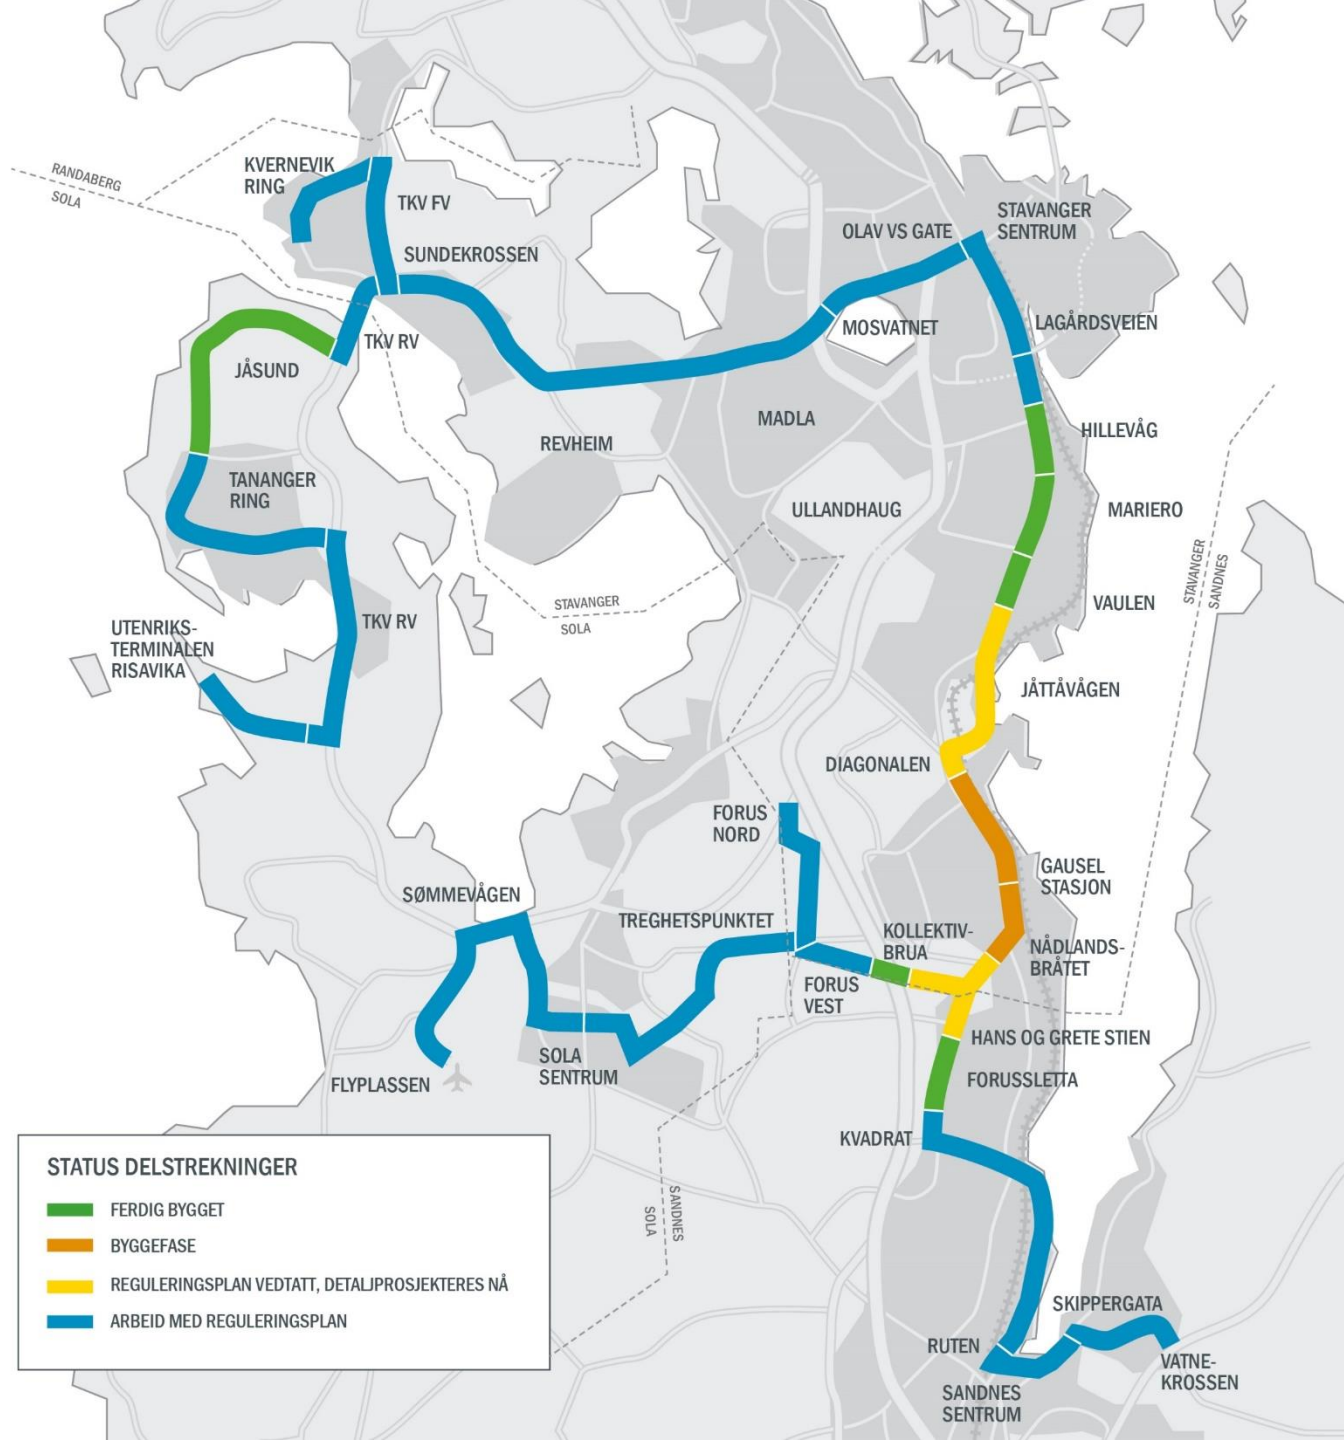 RANDABERG
SOLA
KVERNEVIK
RING
TKV FV
SUNDEKROSSEN
OLAV VS GATE
STAVANGER
SENTRUM
JÅSUND
TKV RV
MOSVATNET
LAGÅRDSVEIEN
MADLA
REVHEIM
HILLEVÅG
TANANGER
RING
ULLANDHAUG
MARIERO
STAVANGER
SANDNES
STAVANGER
SOLA
VAULEN
UTENRIKS-
TERMINALEN
RISAVIKA
TKV RV
JÅTTÅVÅGEN
DIAGONALEN
FORUS
NORD
GAUSEL
STASJON
SØMMEVÅGEN
TREGHETSPUNKTET
KOLLEKTIV-
BRUA
NÅDLANDS-
BRÅTET
FORUS
VEST
HANS OG GRETE STIEN
SOLA
SENTRUM
FLYPLASSEN
FORUSSLETTA
KVADRAT
SANDNES
SOLA
STATUS DELSTREKNINGER
FERDIG BYGGET
BYGGEFASE
REGULERINGSPLAN VEDTATT, DETALJPROSJEKTERES NÅ
ARBEID MED REGULERINGSPLAN
SKIPPERGATA
RUTEN
VATNE-
KROSSEN
SANDNES
SENTRUM